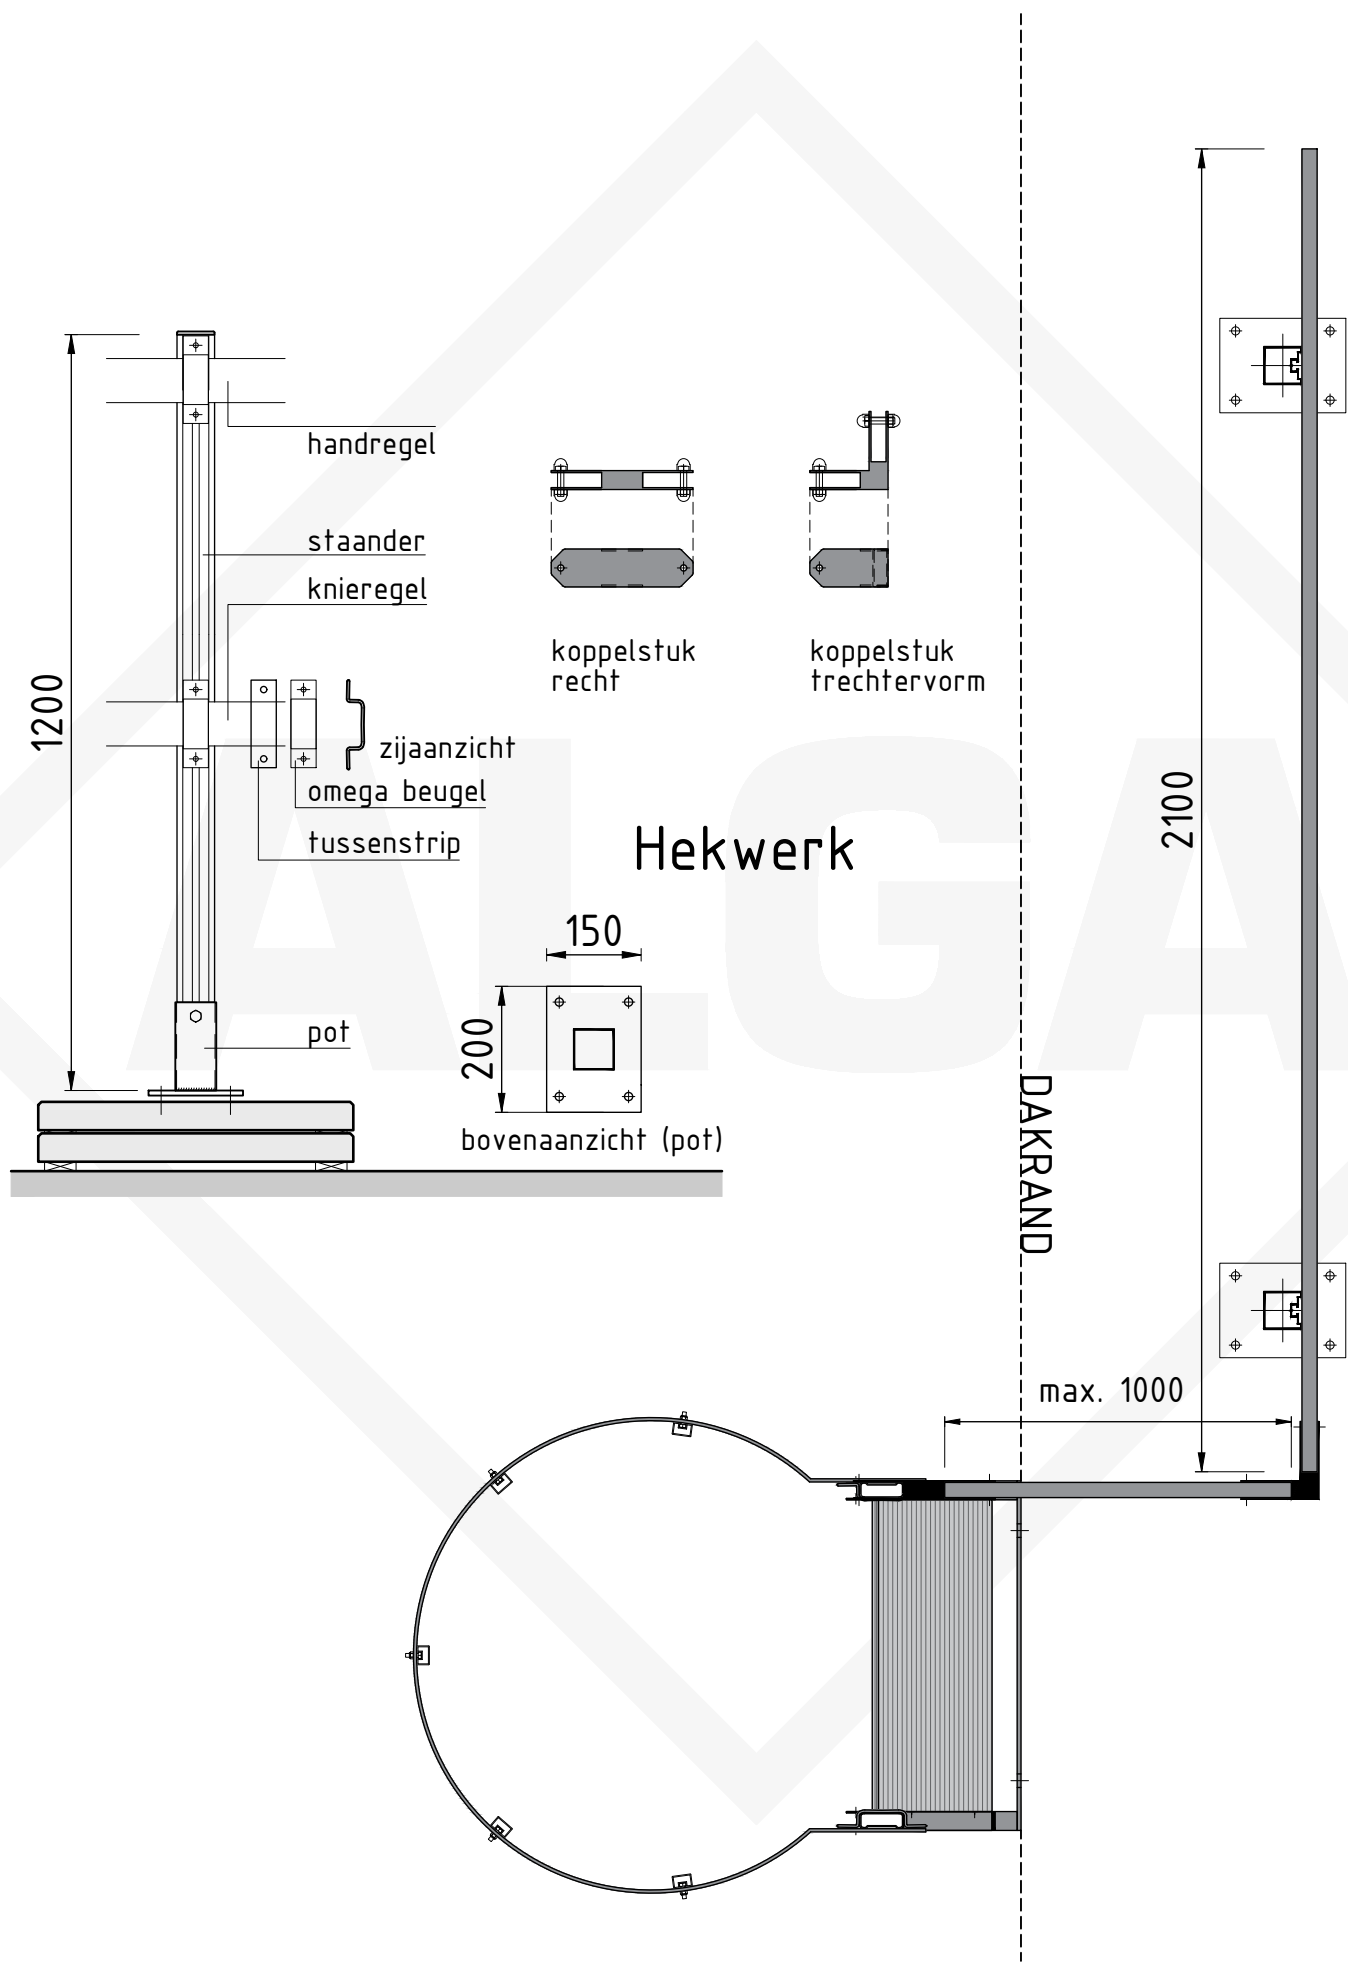 handregel
staander
knieregel
1200
zijaanzicht
omega beugel
tussenstrip
pot
koppelstuk
recht
koppelstuk
trechtervorm
2100
Hekwerk
150
200
bovenaanzicht (pot)
DAKRAND
max. 1000
ALGA